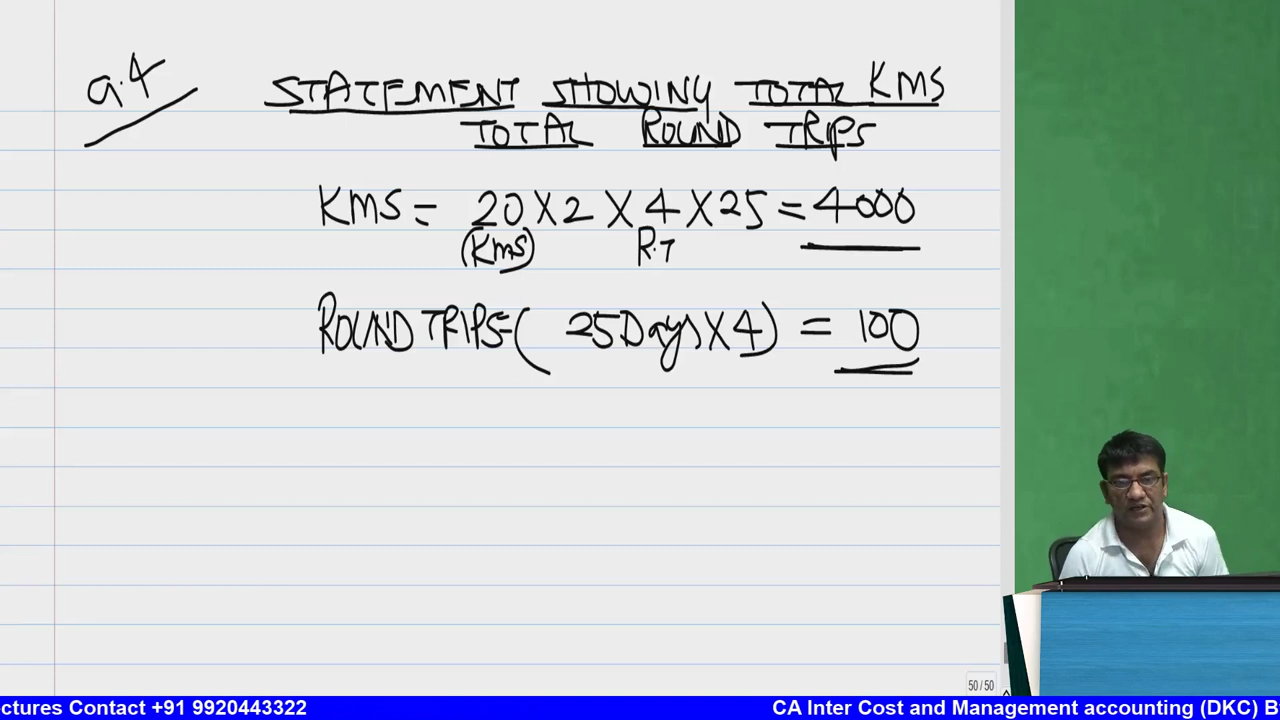 Q.4
STATEMENT SHOWING TOTAL KMS
TOTAL ROUND TRIPS
KMS = 20 X 2 X 4 X 25 = 4000
(Kms) R.T
ROUND TRIPS = ( 25 Days X 4 ) = 100
50 / 50
ctures Contact +91 9920443322 CA Inter Cost and Management accounting (DKC) B